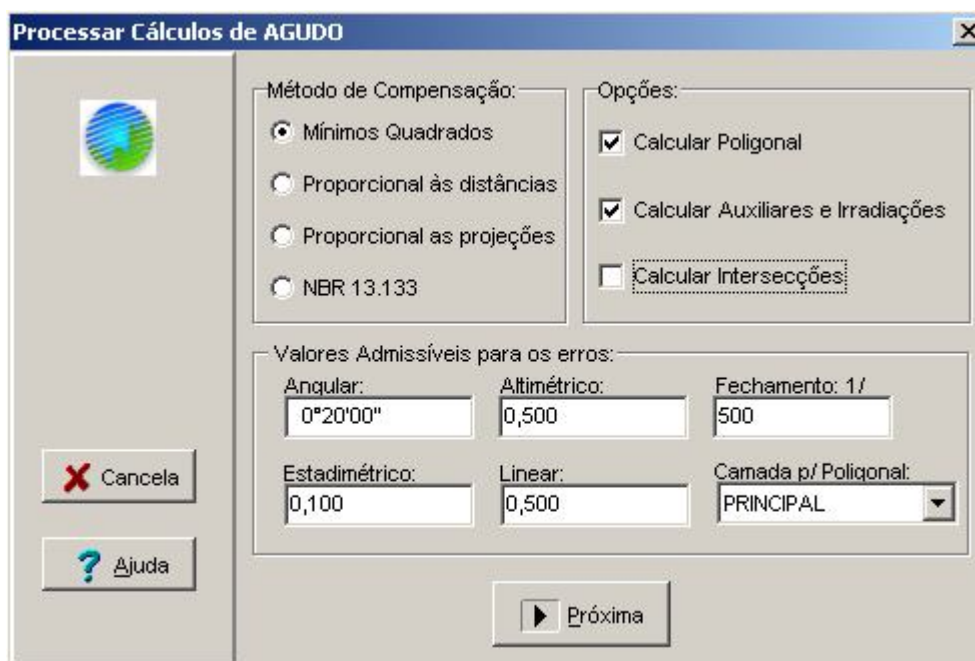 Processar Cálculos de AGUDO
Método de Compensação:
Mínimos Quadrados
Proporcional às distâncias
Proporcional as projeções
NBR 13.133
Opções:
Calcular Poligonal
Calcular Auxiliares e Irradiações
Calcular Intersecções
Valores Admissíveis para os erros:
Angular:
0°20'00"
Altimétrico:
0,500
Fechamento: 1/
500
Estadimétrico:
0,100
Linear:
0,500
Camada p/ Poligonal:
PRINCIPAL
Cancela
Ajuda
Próxima